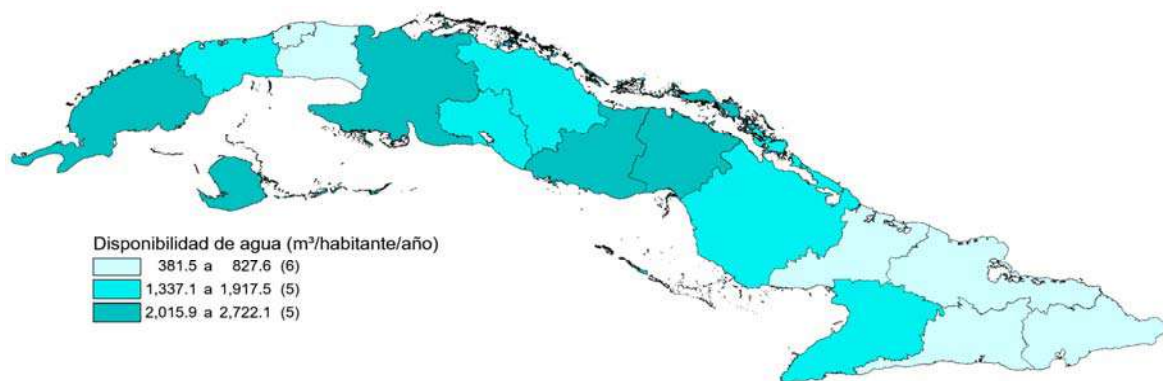 Disponibilidad de agua (m³/habitante/año)
381.5 a 827.6 (6)
1,337.1 a 1,917.5 (5)
2,015.9 a 2,722.1 (5)